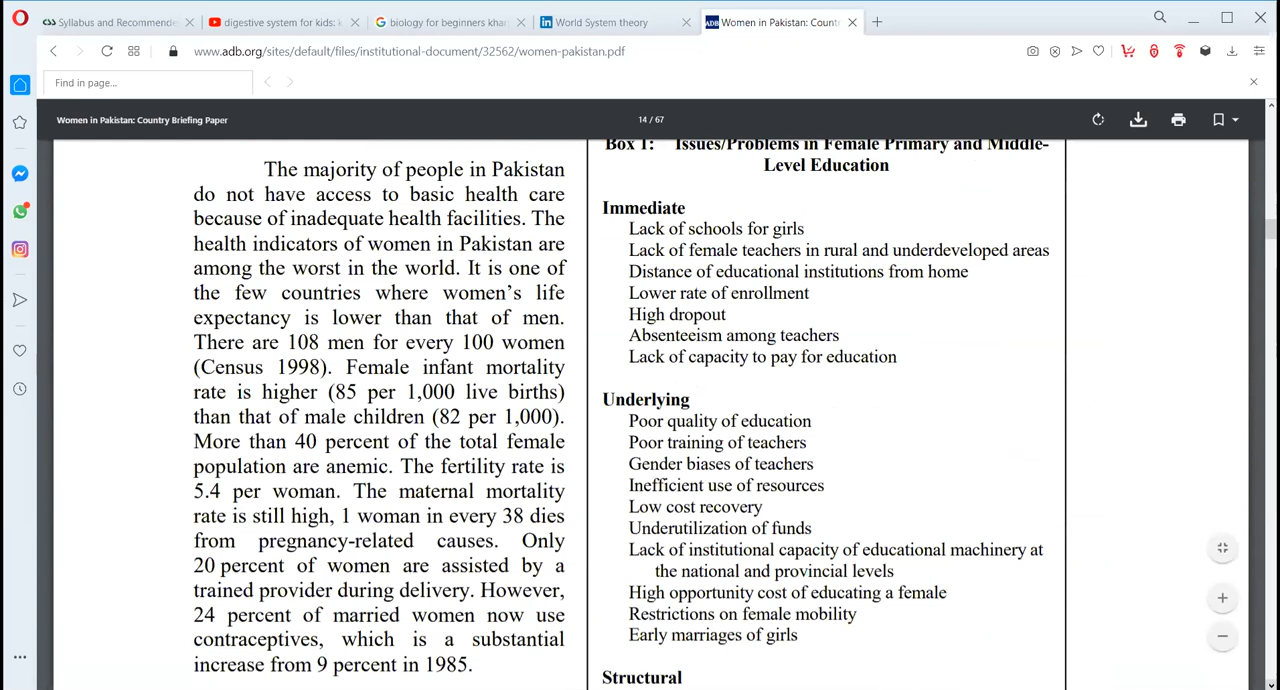 Syllabus and Recommende
digestive system for kids: k
biology for beginners khar
World System theory
ADB
Women in Pakistan: Countr
www.adb.org/sites/default/files/institutional-document/32562/women-pakistan.pdf
Find in page...
Women in Pakistan: Country Briefing Paper
14 / 67
The majority of people in Pakistan
do not have access to basic health care
because of inadequate health facilities. The
health indicators of women in Pakistan are
among the worst in the world. It is one of
the few countries where women's life
expectancy is lower than that of men.
There are 108 men for every 100 women
(Census 1998). Female infant mortality
rate is higher (85 per 1,000 live births)
than that of male children (82 per 1,000).
More than 40 percent of the total female
population are anemic. The fertility rate is
5.4 per woman. The maternal mortality
rate is still high, 1 woman in every 38 dies
from pregnancy-related causes. Only
20 percent of women are assisted by a
trained provider during delivery. However,
24 percent of married women now use
contraceptives, which is a substantial
increase from 9 percent in 1985.
Box 1: Issues/Problems in Female Primary and Middle-
Level Education
Immediate
Lack of schools for girls
Lack of female teachers in rural and underdeveloped areas
Distance of educational institutions from home
Lower rate of enrollment
High dropout
Absenteeism among teachers
Lack of capacity to pay for education
Underlying
Poor quality of education
Poor training of teachers
Gender biases of teachers
Inefficient use of resources
Low cost recovery
Underutilization of funds
Lack of institutional capacity of educational machinery at
the national and provincial levels
High opportunity cost of educating a female
Restrictions on female mobility
Early marriages of girls
Structural